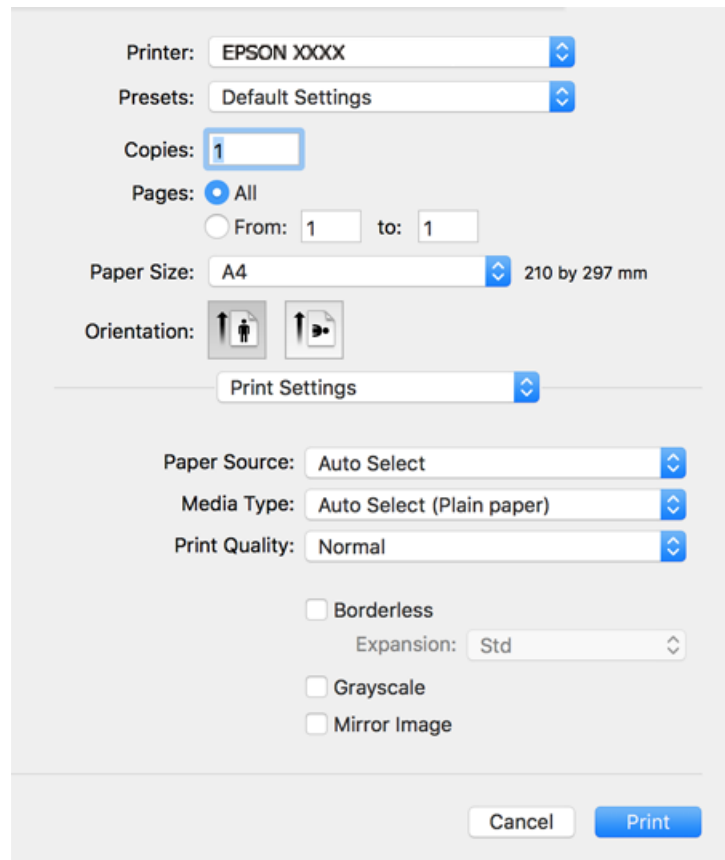 Printer: EPSON XXXX
Presets: Default Settings
Copies: 1
Pages: All
From: 1 to: 1
Paper Size: A4 210 by 297 mm
Orientation:
Print Settings
Paper Source: Auto Select
Media Type: Auto Select (Plain paper)
Print Quality: Normal
Borderless
Expansion: Std
Grayscale
Mirror Image
Cancel Print